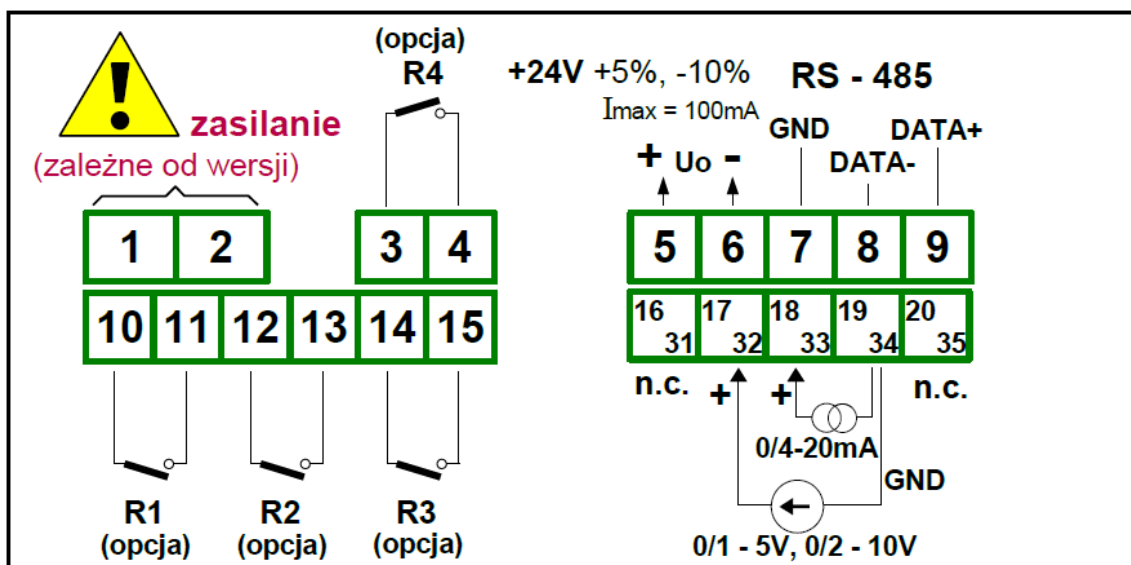 !
zasilanie
(zależne od wersji)
(opcja)
R4
+24V +5%, -10%
Imax = 100mA
RS - 485
GND
DATA-
DATA+
+ Uo -
1 2 3 4
10 11 12 13 14 15
R1
(opcja)
R2
(opcja)
R3
(opcja)
5 6 7 8 9
16 17 18 19 20
31 32 33 34 35
n.c.
+
+
n.c.
0/4-20mA
GND
0/1 - 5V, 0/2 - 10V